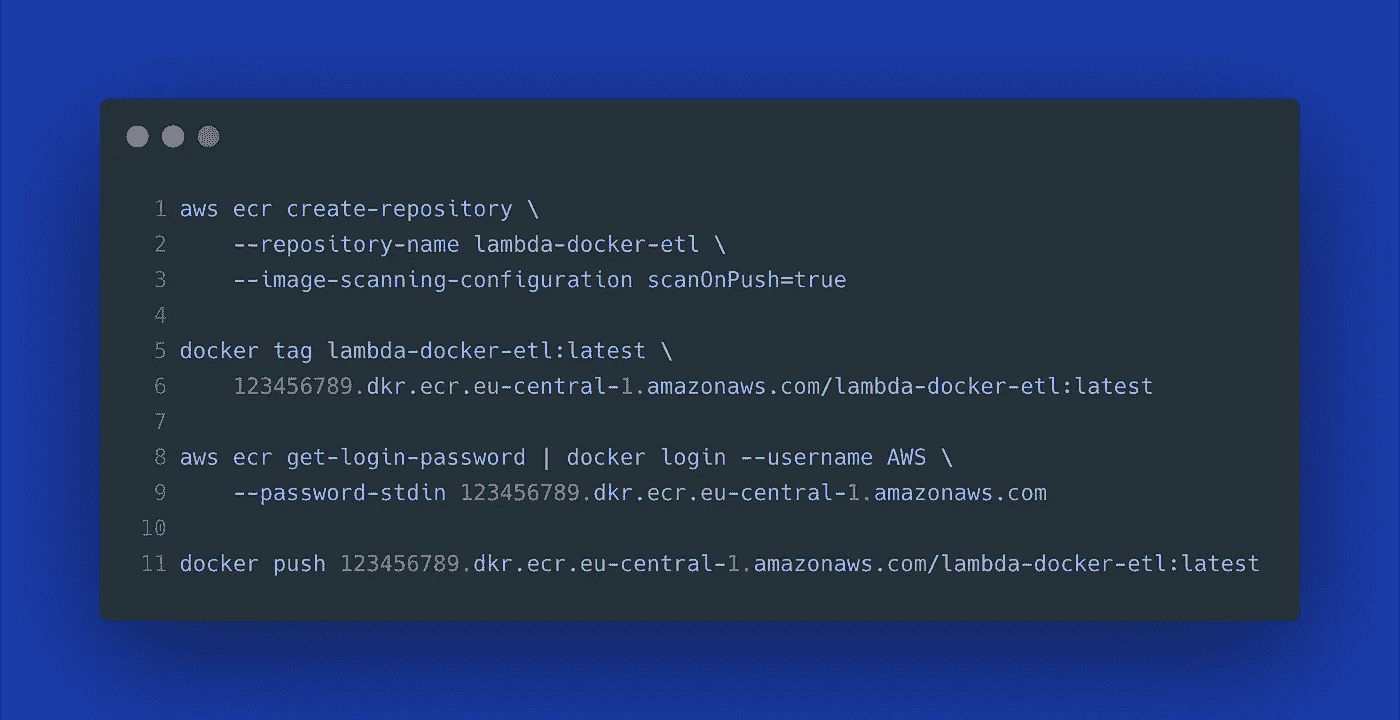 1 aws ecr create-repository \
2 --repository-name lambda-docker-etl \
3 --image-scanning-configuration scanOnPush=true
4
5 docker tag lambda-docker-etl:latest \
6 123456789.dkr.ecr.eu-central-1.amazonaws.com/lambda-docker-etl:latest
7
8 aws ecr get-login-password | docker login --username AWS \
9 --password-stdin 123456789.dkr.ecr.eu-central-1.amazonaws.com
10
11 docker push 123456789.dkr.ecr.eu-central-1.amazonaws.com/lambda-docker-etl:latest